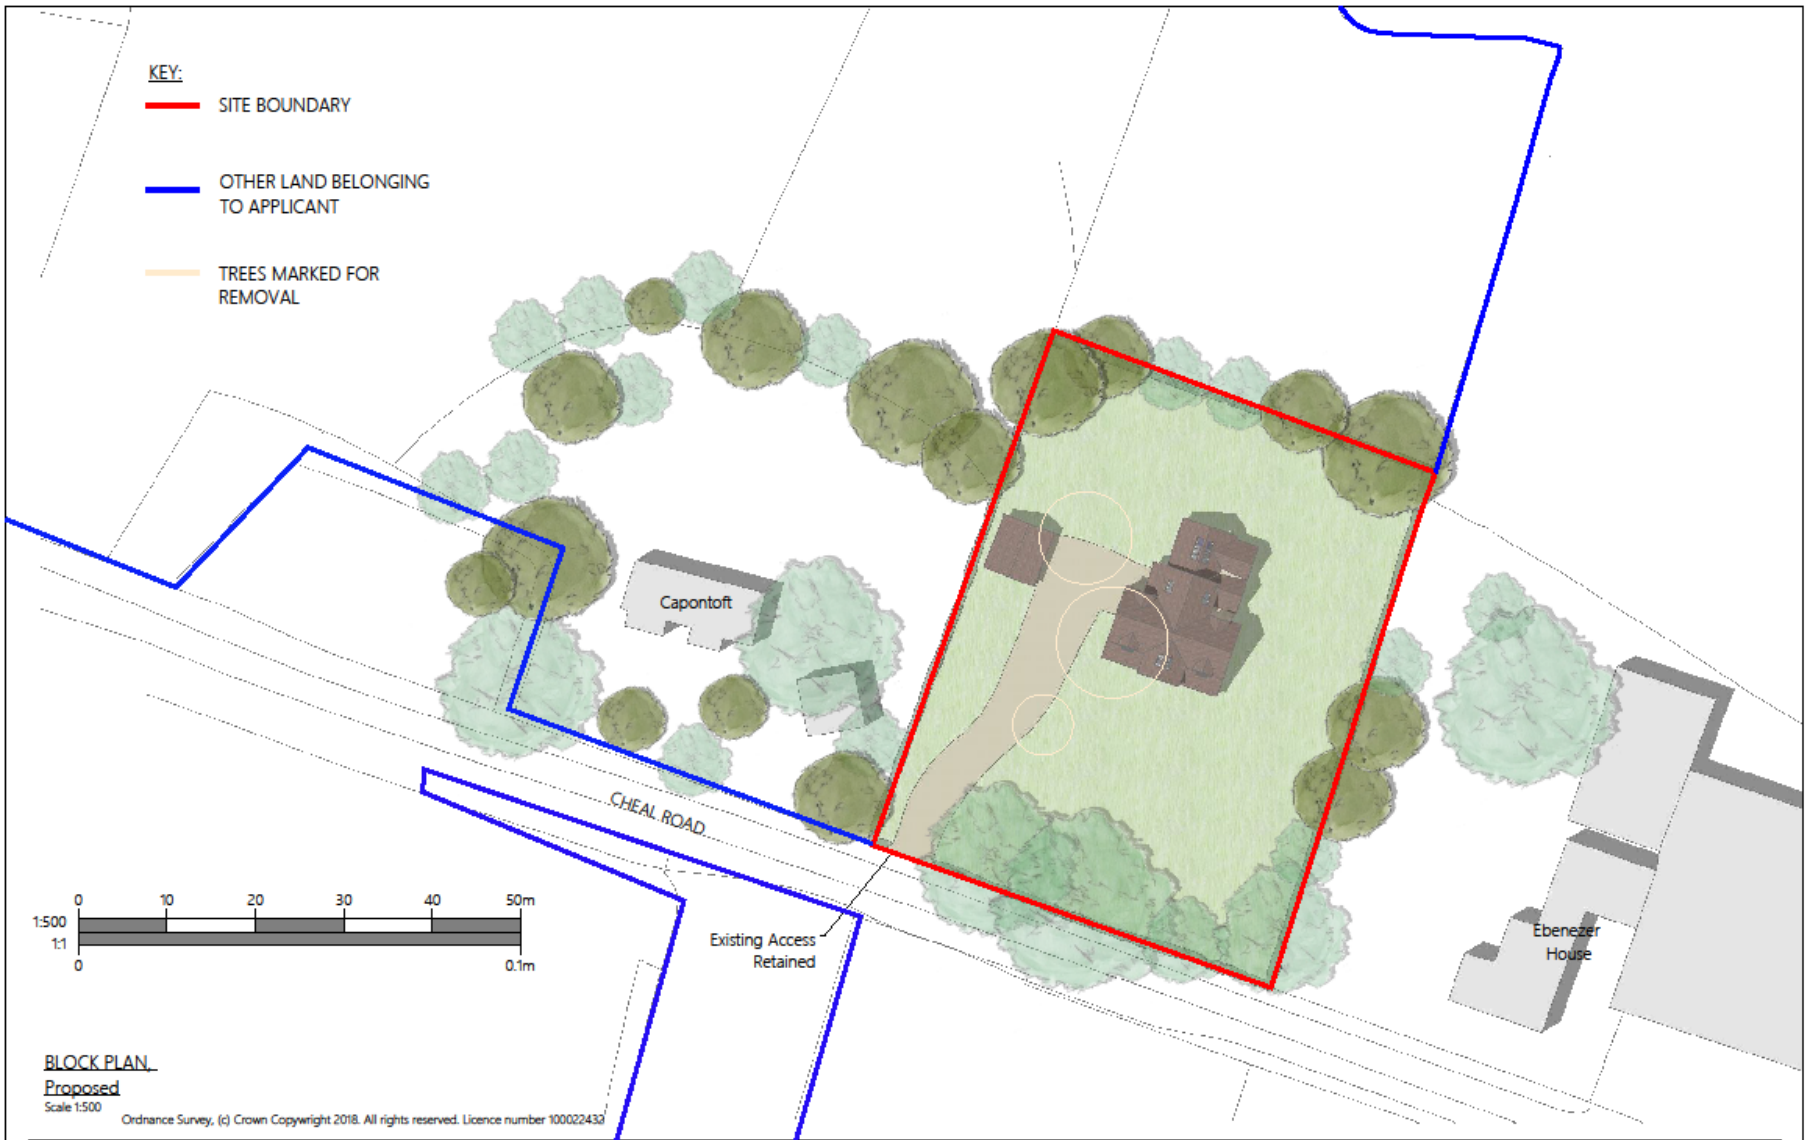 KEY:
SITE BOUNDARY
OTHER LAND BELONGING
TO APPLICANT
TREES MARKED FOR
REMOVAL
Capontoft
CHEAL ROAD
Existing Access
Retained
Ebenezer
House
0 10 20 30 40 50m
1:500
1:1
0 0.1m
BLOCK PLAN,
Proposed
Scale 1:500
Ordnance Survey, (c) Crown Copywright 2018. All rights reserved. Licence number 100022432